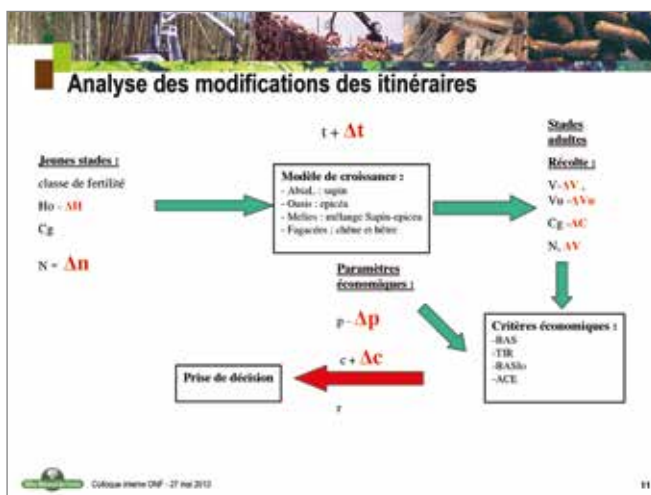 Analyse des modifications des itinéraires
t + Δt
Jeunes stades :
classe de fertilité
Ho - ΔH
Cg
N = Δn
Modèle de croissance :
- AbiaL : sapin
- Oasis : epicéa
- Melies : mélange Sapin-epicea
- Fagacées : chêne et hêtre
Stades
adultes
Récolte :
V- ΔV ,
Vu -ΔVu
Cg -ΔC
N, ΔV
Paramètres
économiques :
p - Δp
c + Δc
r
Critères économiques :
-BAS
-TIR
-BASIo
-ACE
Prise de décision
Colloque interne ONF - 27 mai 2013
11